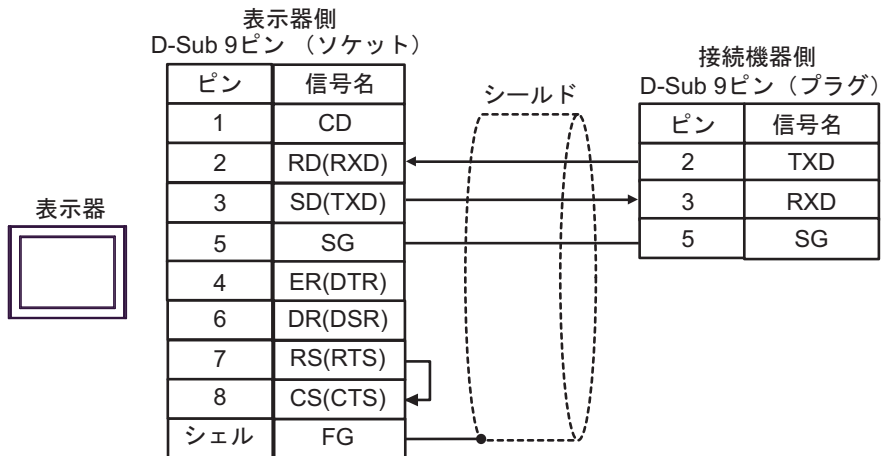 表示器側
D-Sub 9ピン （ソケット）
ピン 信号名
1 CD
2 RD(RXD)
3 SD(TXD)
5 SG
4 ER(DTR)
6 DR(DSR)
7 RS(RTS)
8 CS(CTS)
シェル FG
表示器
シールド
接続機器側
D-Sub 9ピン（プラグ）
ピン 信号名
2 TXD
3 RXD
5 SG